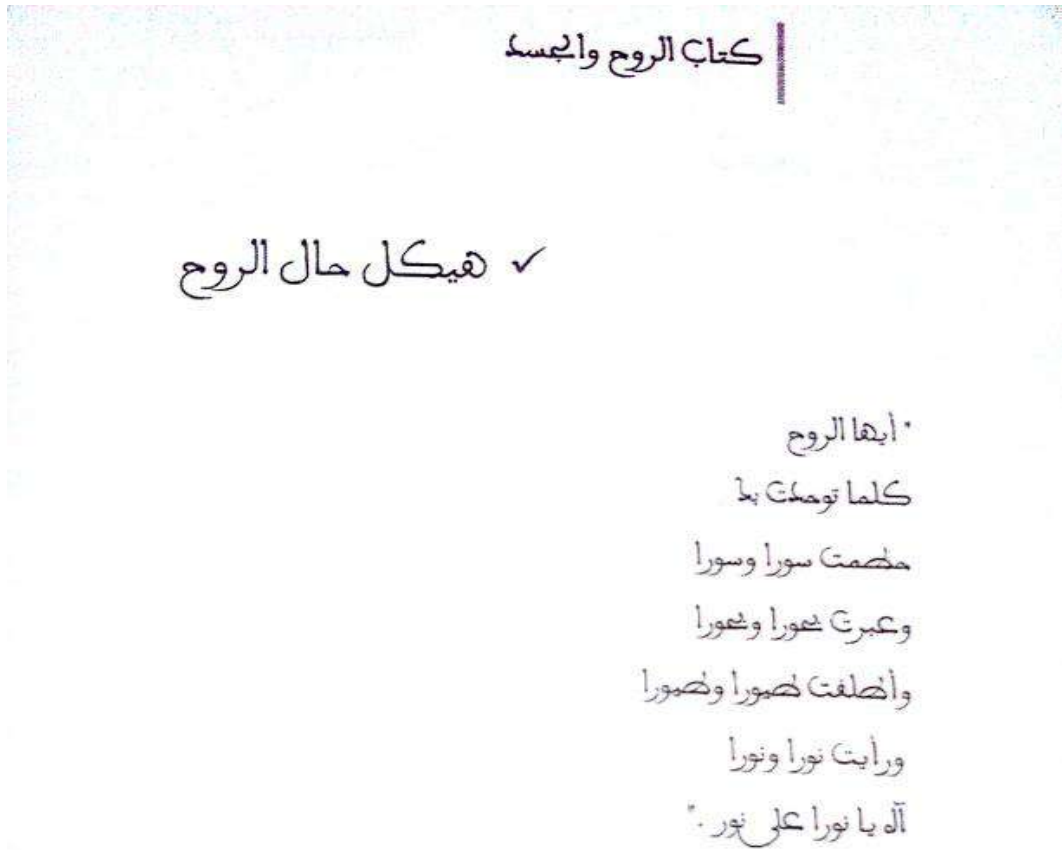 كتاب الروح والجسد
✓ هيكل حال الروح
"أيها الروح
كلما توحدت بك
حطمت سورا وسورا
وعبرت بحورا وبحورا
وأطلقت طيورا وطيورا
ورأيت نورا ونورا
آه يا نورا على نور."